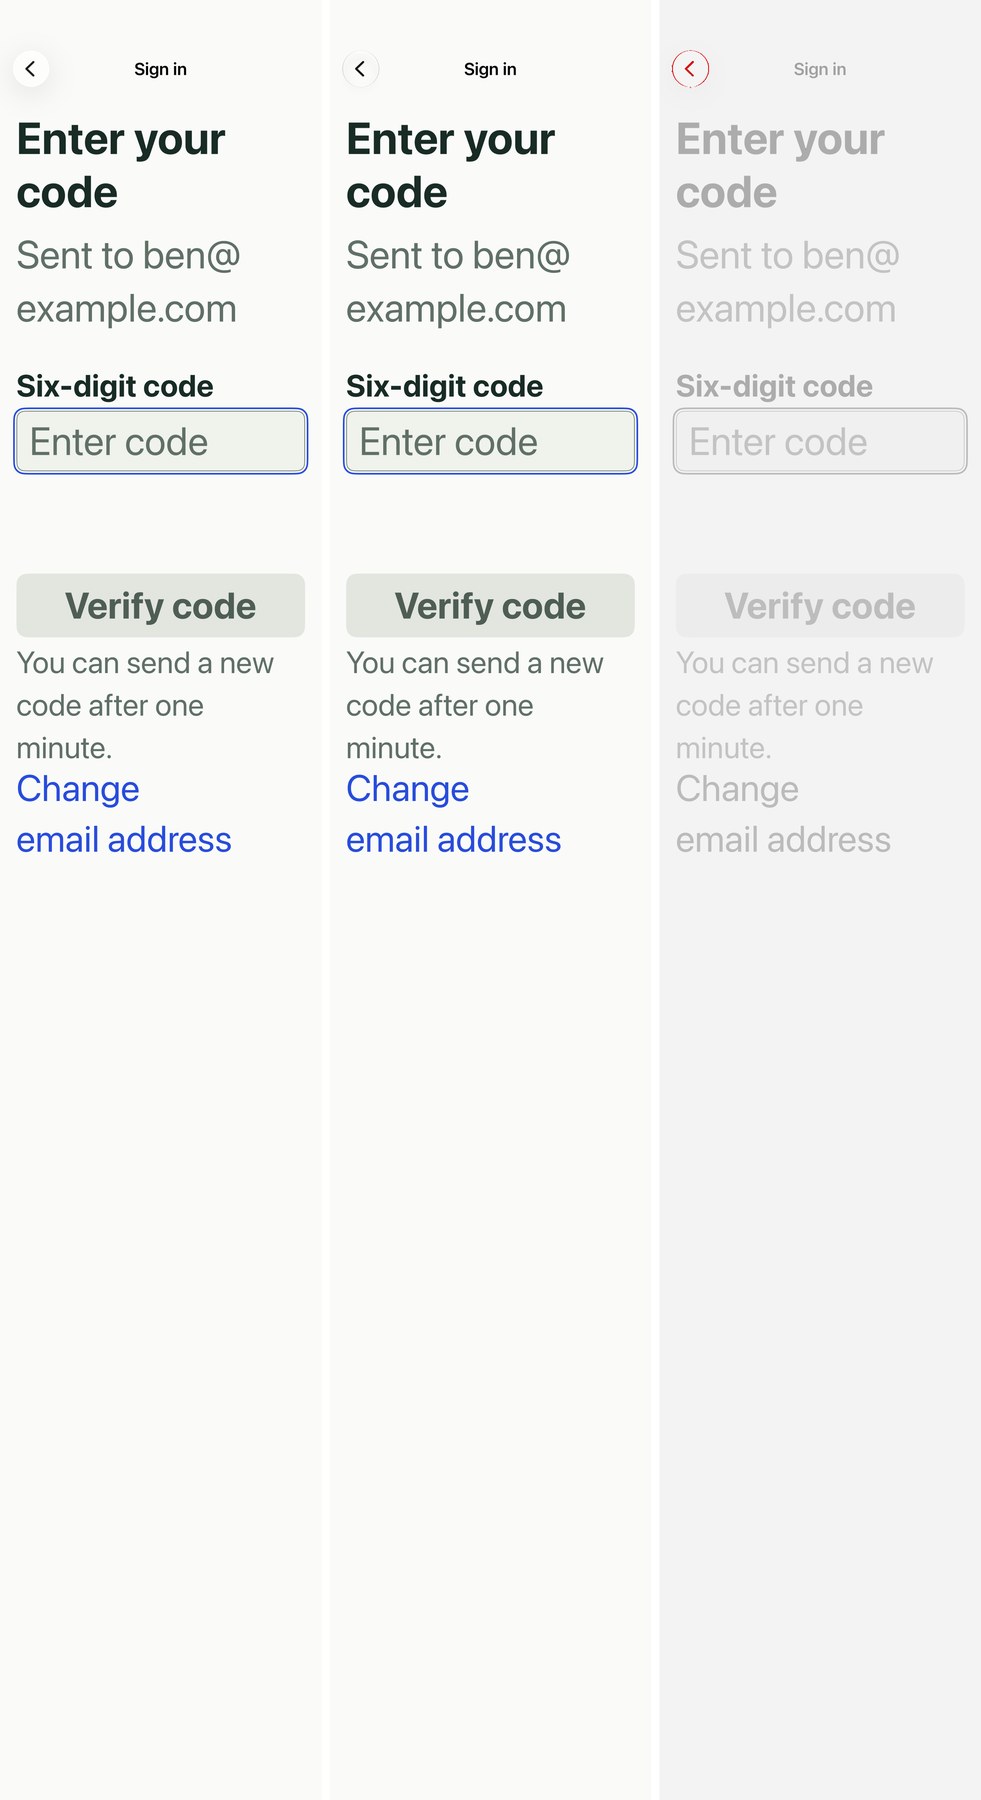 Sign in
Enter your
code
Sent to ben@
example.com
Six-digit code
Enter code
Verify code
You can send a new
code after one
minute.
Change
email address
Sign in
Enter your
code
Sent to ben@
example.com
Six-digit code
Enter code
Verify code
You can send a new
code after one
minute.
Change
email address
Sign in
Enter your
code
Sent to ben@
example.com
Six-digit code
Enter code
Verify code
You can send a new
code after one
minute.
Change
email address